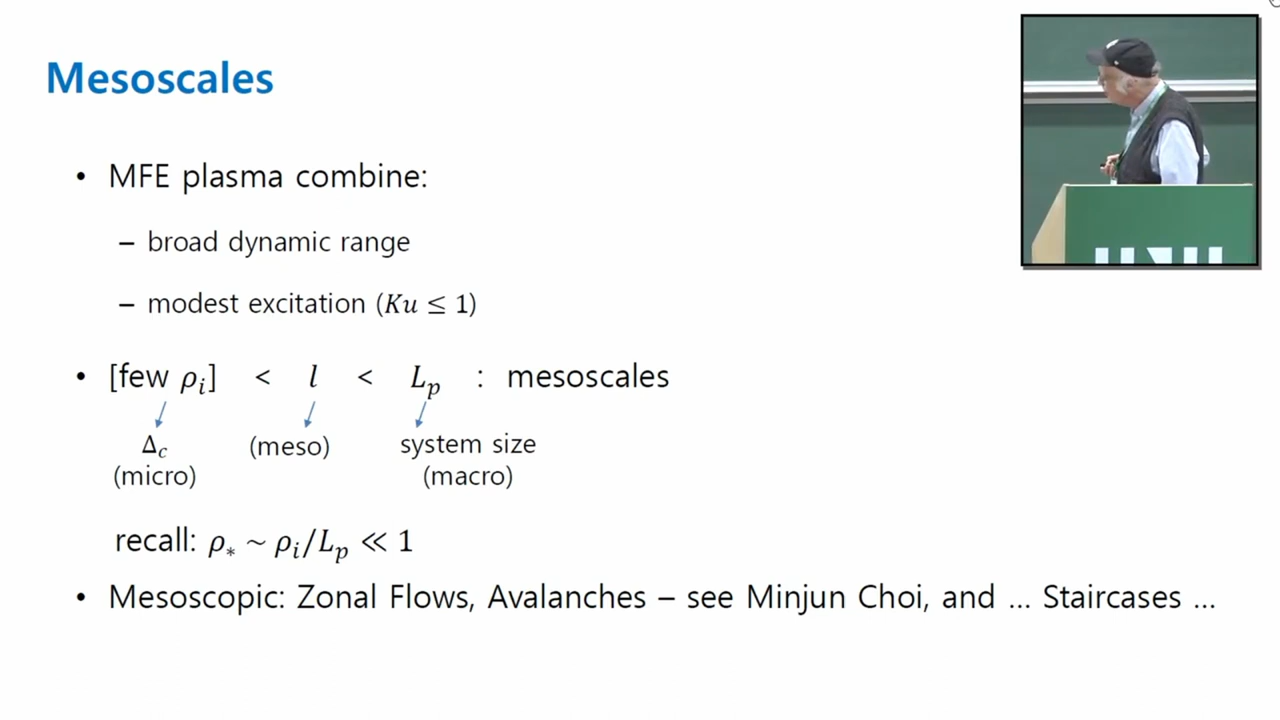 Mesoscales
• MFE plasma combine:
– broad dynamic range
– modest excitation (Ku ≤ 1)
• [few ρᵢ] < l < Lₚ : mesoscales
Δ_c (meso) system size
(micro) (macro)
recall: ρ∗ ~ ρᵢ/Lₚ ≪ 1
• Mesoscopic: Zonal Flows, Avalanches – see Minjun Choi, and … Staircases …